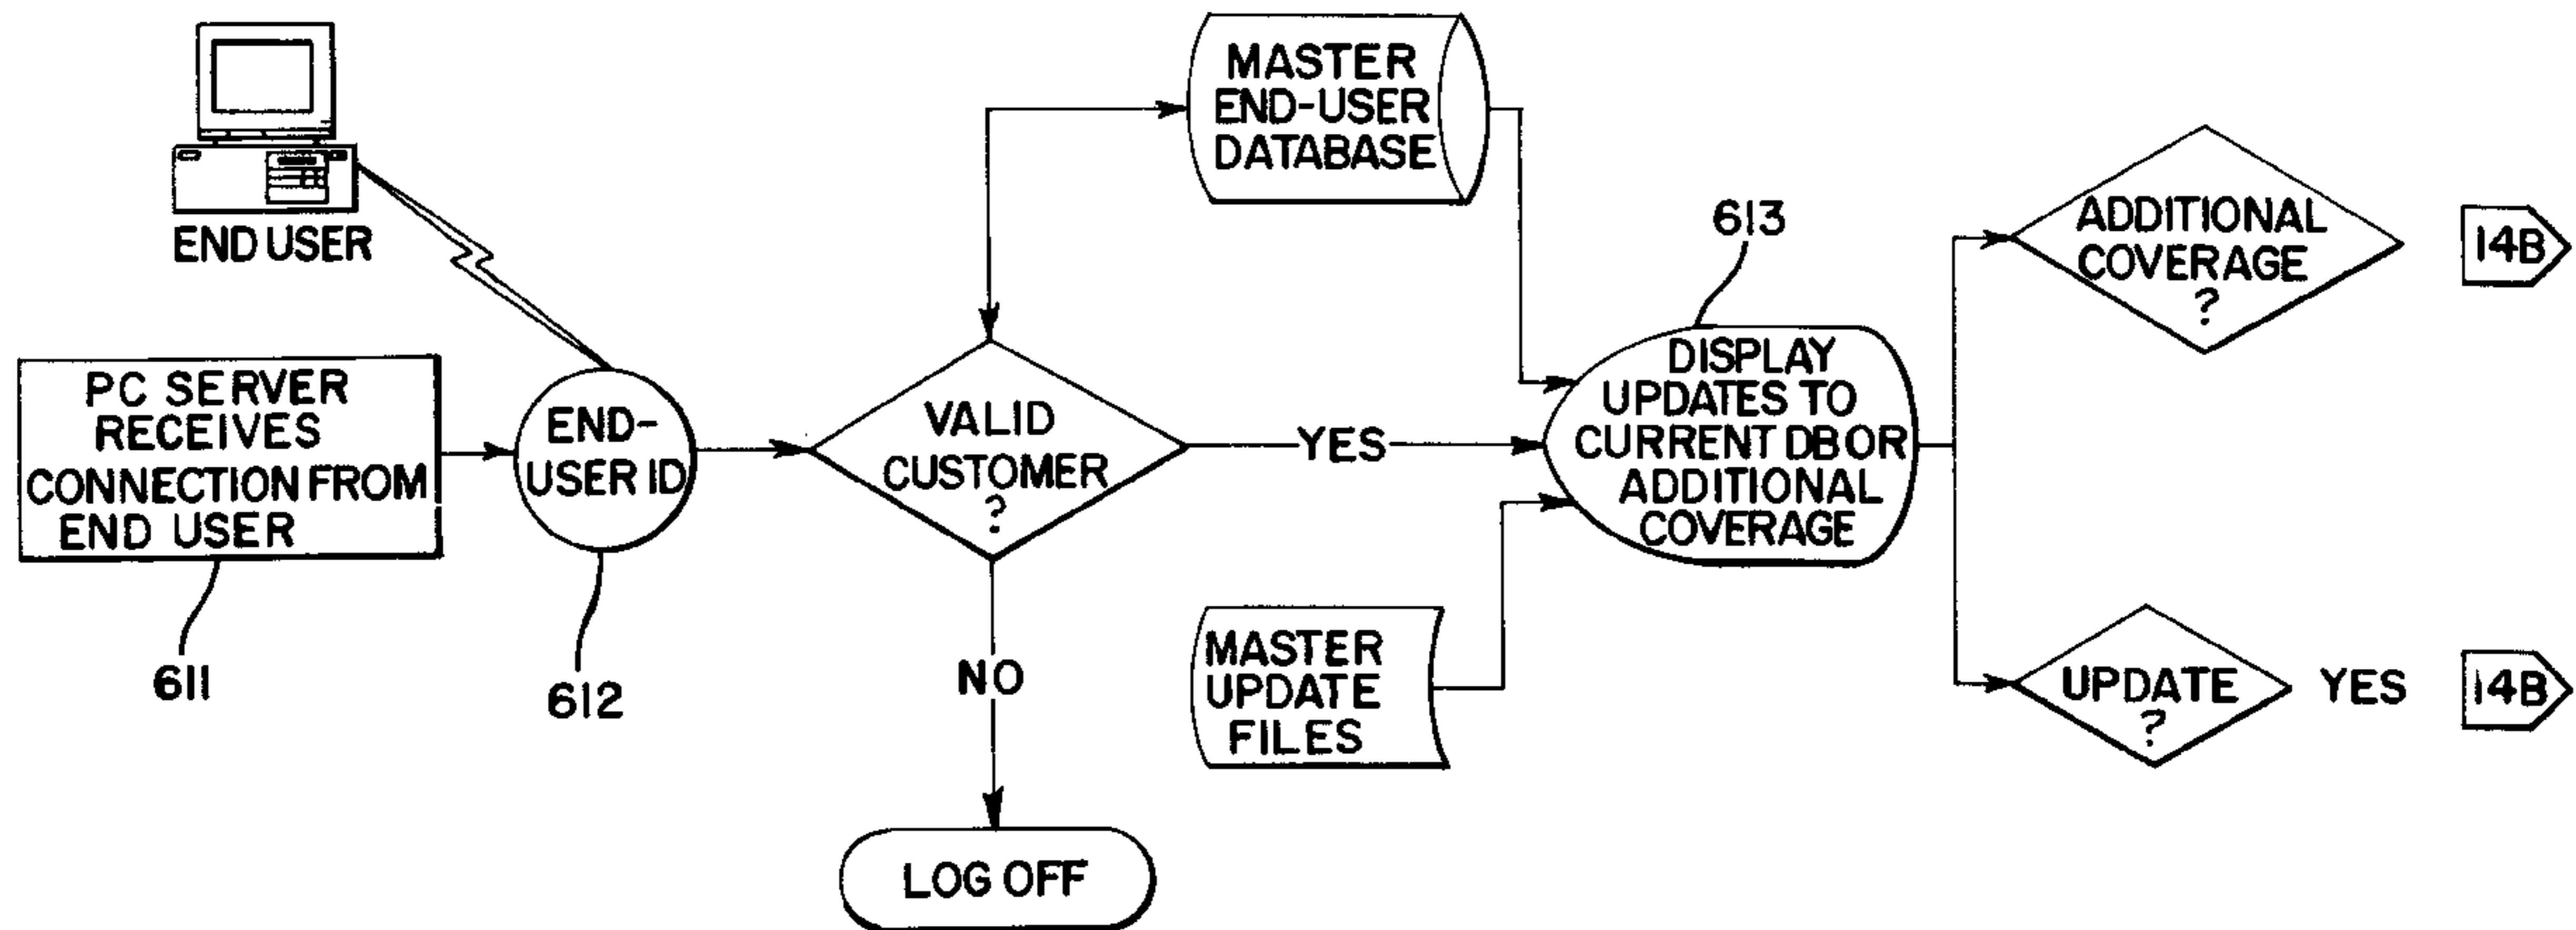 END USER
PC SERVER
RECEIVES
CONNECTION FROM
END USER
611
END-
USER ID
612
VALID
CUSTOMER
?
YES
NO
LOG OFF
MASTER
END-USER
DATABASE
MASTER
UPDATE
FILES
613
DISPLAY
UPDATES TO
CURRENT DB OR
ADDITIONAL
COVERAGE
ADDITIONAL
COVERAGE
?
14B
UPDATE
?
YES
14B